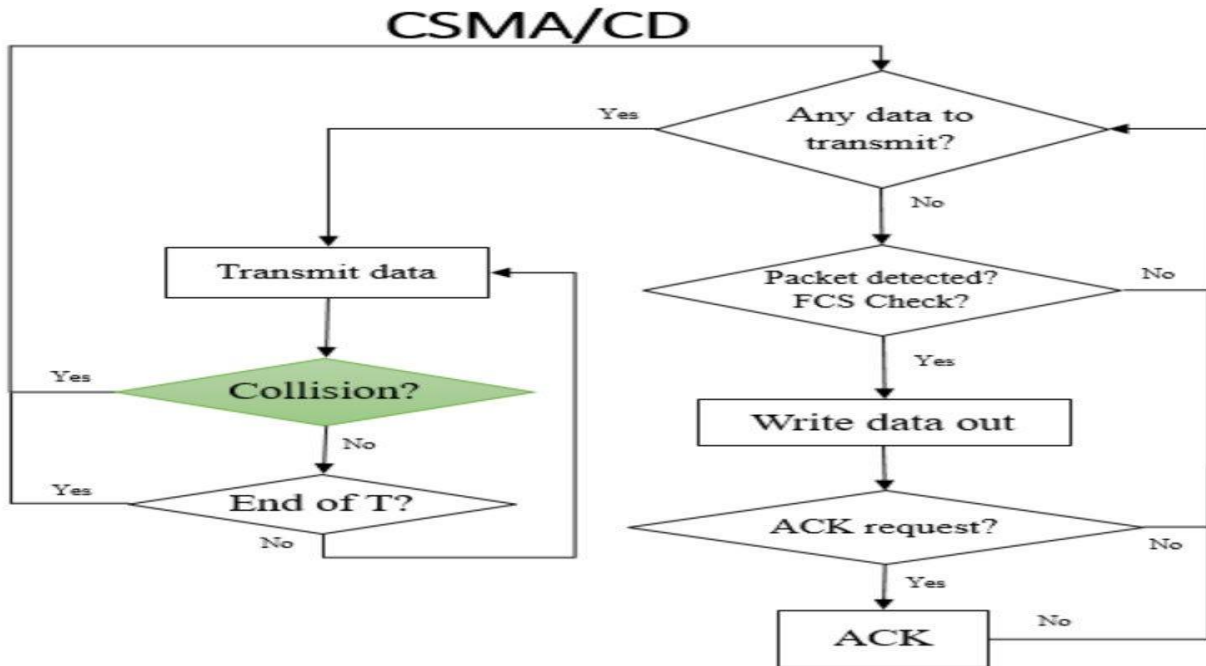 CSMA/CD
Any data to
transmit?
Yes
No
Transmit data
Packet detected?
FCS Check?
No
Yes
Collision?
Yes
No
Write data out
End of T?
Yes
No
ACK request?
No
Yes
ACK
No